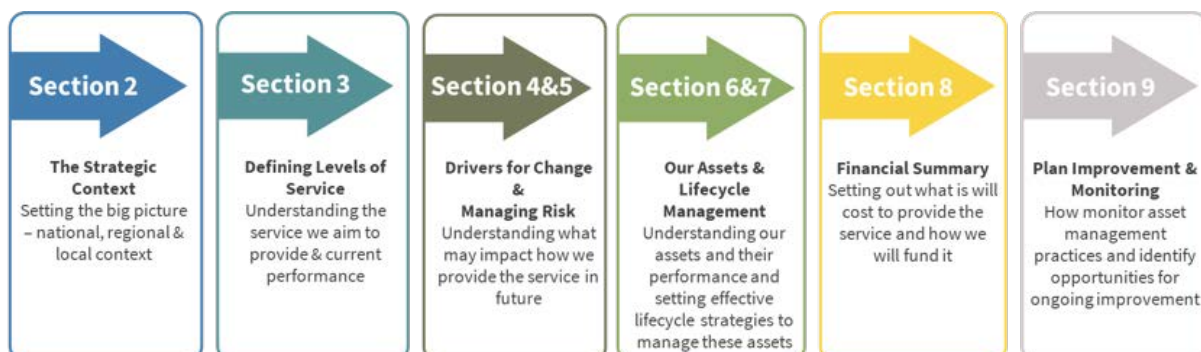 Section 2
The Strategic
Context
Setting the big picture
– national, regional &
local context
Section 3
Defining Levels of
Service
Understanding the
service we aim to
provide & current
performance
Section 4&5
Drivers for Change
&
Managing Risk
Understanding what
may impact how we
provide the service in
future
Section 6&7
Our Assets &
Lifecycle
Management
Understanding our
assets and their
performance and
setting effective
lifecycle strategies to
manage these assets
Section 8
Financial Summary
Setting out what is will
cost to provide the
service and how we
will fund it
Section 9
Plan Improvement &
Monitoring
How monitor asset
management
practices and identify
opportunities for
ongoing improvement